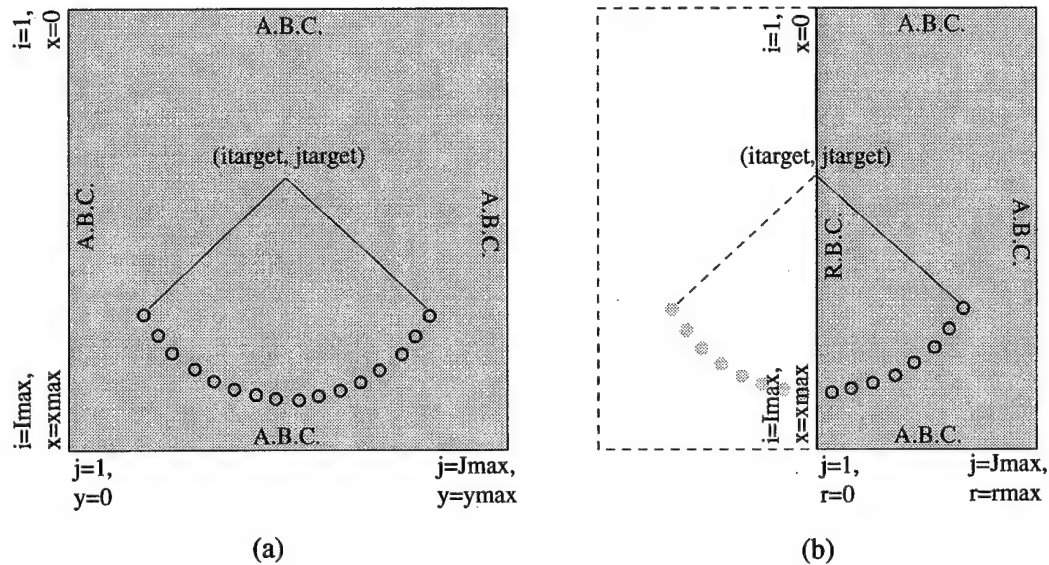 i=1,
x=0
A.B.C.
(itarget, jtarget)
A.B.C.
A.B.C.
i=Imax,
x=xmax
A.B.C.
j=1,
y=0
j=Jmax,
y=ymax
(a)
i=1,
x=0
A.B.C.
(itarget, jtarget)
R.B.C.
A.B.C.
i=Imax,
x=xmax
A.B.C.
j=1,
r=0
j=Jmax,
r=rmax
(b)